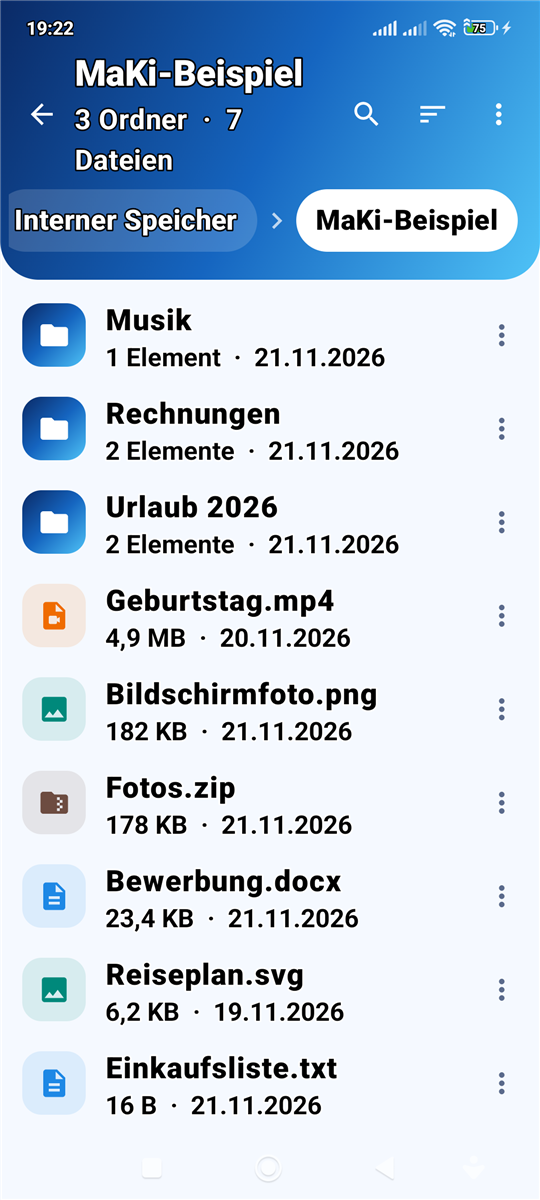 19:22
75
MaKi-Beispiel
3 Ordner · 7
Dateien
Interner Speicher
MaKi-Beispiel
Musik
1 Element · 21.11.2026
Rechnungen
2 Elemente · 21.11.2026
Urlaub 2026
2 Elemente · 21.11.2026
Geburtstag.mp4
4,9 MB · 20.11.2026
Bildschirmfoto.png
182 KB · 21.11.2026
Fotos.zip
178 KB · 21.11.2026
Bewerbung.docx
23,4 KB · 21.11.2026
Reiseplan.svg
6,2 KB · 19.11.2026
Einkaufsliste.txt
16 B · 21.11.2026